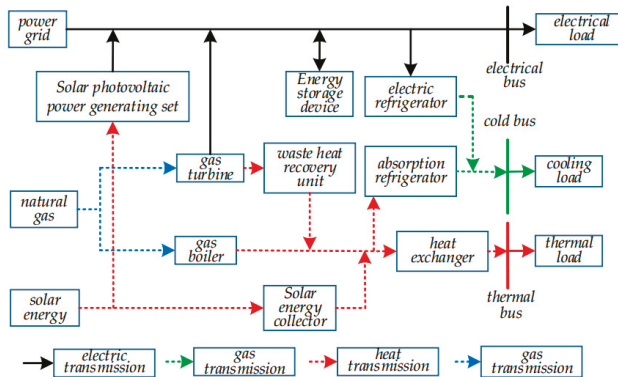 power
grid
electrical
load
electrical
bus
Solar photovoltaic
power generating set
Energy
storage
device
electric
refrigerator
cold bus
gas
turbine
waste heat
recovery
unit
absorption
refrigerator
cooling
load
natural
gas
gas
boiler
heat
exchanger
thermal
load
thermal
bus
solar
energy
Solar
energy
collector
electric
transmission
gas
transmission
heat
transmission
gas
transmission